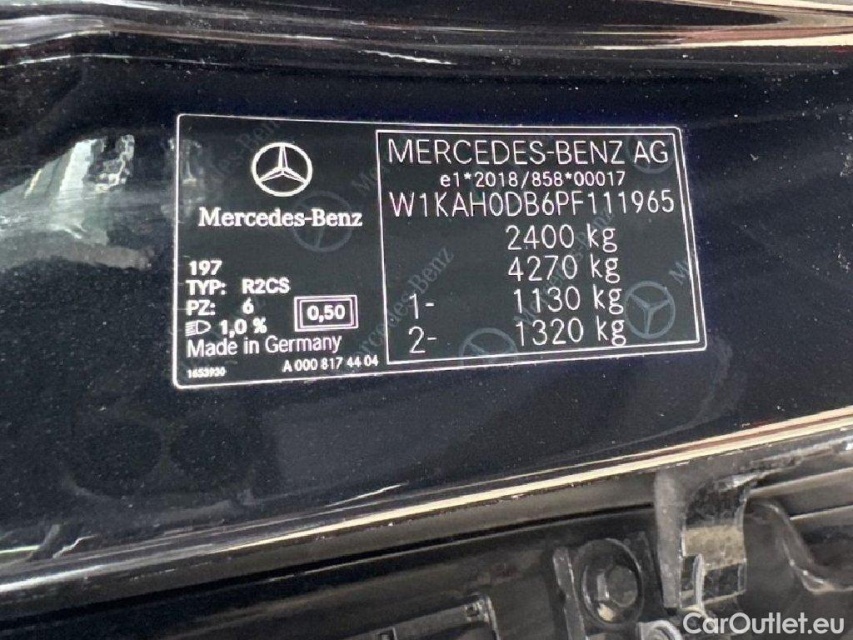 Mercedes-Benz
197
TYP: R2CS
PZ: 6
0,50
1,0 %
Made in Germany
1653930
A 000 817 44 04
MERCEDES-BENZ AG
e1*2018/858*00017
W1KAH0DB6PF111965
2400 kg
4270 kg
1- 1130 kg
2- 1320 kg
CarOutlet.eu